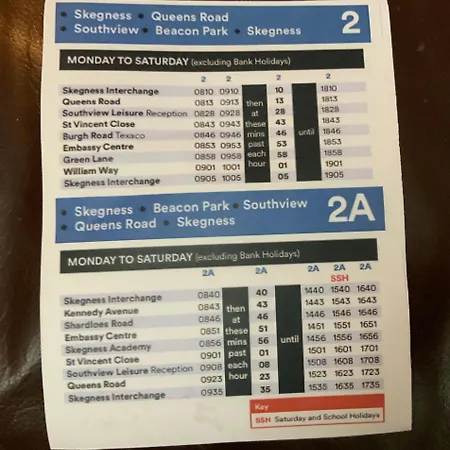 • Skegness • Queens Road 2
• Southview • Beacon Park • Skegness
MONDAY TO SATURDAY (excluding Bank Holidays)
2 2 2 2
Skegness Interchange 0810 0910 then at these mins past each hour 10 until 1810
Queens Road 0813 0913 13 1813
Southview Leisure Reception 0828 0928 28 1828
St Vincent Close 0843 0943 43 1843
Burgh Road Texaco 0846 0946 46 1846
Embassy Centre 0853 0953 53 1853
Green Lane 0858 0958 58 1858
William Way 0901 1001 01 1901
Skegness Interchange 0905 1005 05 1905
• Skegness • Beacon Park • Southview 2A
• Queens Road • Skegness
MONDAY TO SATURDAY (excluding Bank Holidays)
2A 2A 2A 2A 2A
SSH
Skegness Interchange 0840 then at these mins past each hour 40 until 1440 1540 1640
Kennedy Avenue 0843 43 1443 1543 1643
Shardloes Road 0846 46 1446 1546 1646
Embassy Centre 0851 51 1451 1551 1651
Skegness Academy 0856 56 1456 1556 1656
St Vincent Close 0901 01 1501 1601 1701
Southview Leisure Reception 0908 08 1508 1608 1708
Queens Road 0923 23 1523 1623 1723
Skegness Interchange 0935 35 1535 1635 1735
Key
SSH Saturday and School Holidays